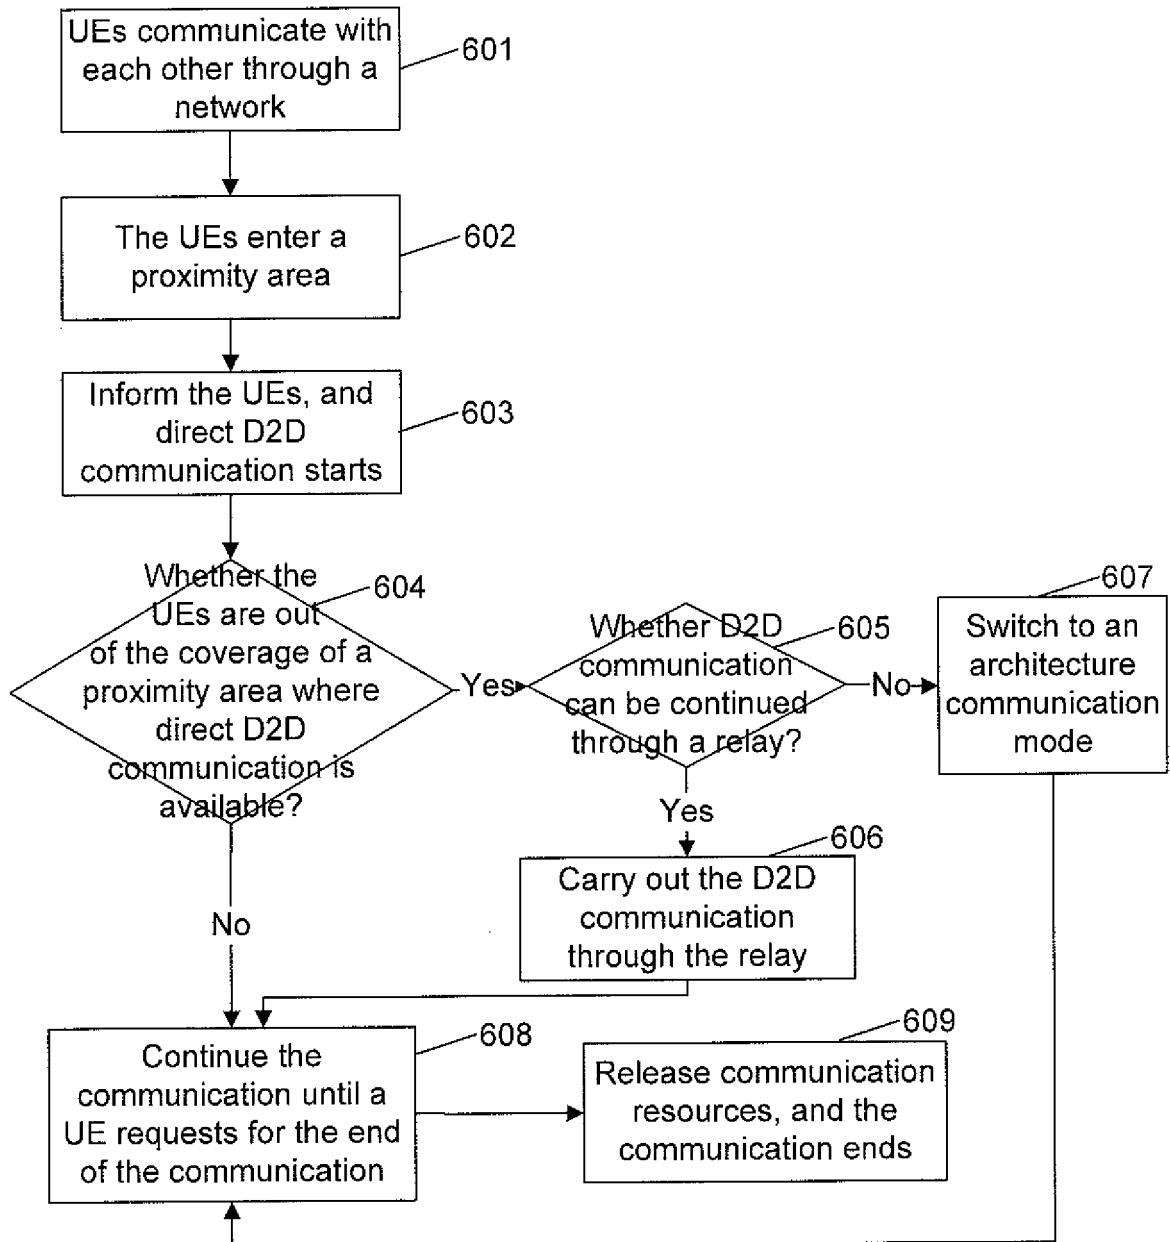 UEs communicate with
each other through a
network
601
The UEs enter a
proximity area
602
Inform the UEs, and
direct D2D
communication starts
603
Whether the
UEs are out
of the coverage of a
proximity area where
direct D2D
communication is
available?
604
Yes
Whether D2D
communication
can be continued
through a relay?
605
No
607
Switch to an
architecture
communication
mode
Yes
606
Carry out the D2D
communication
through the relay
No
608
Continue the
communication until a
UE requests for the end
of the communication
609
Release communication
resources, and the
communication ends